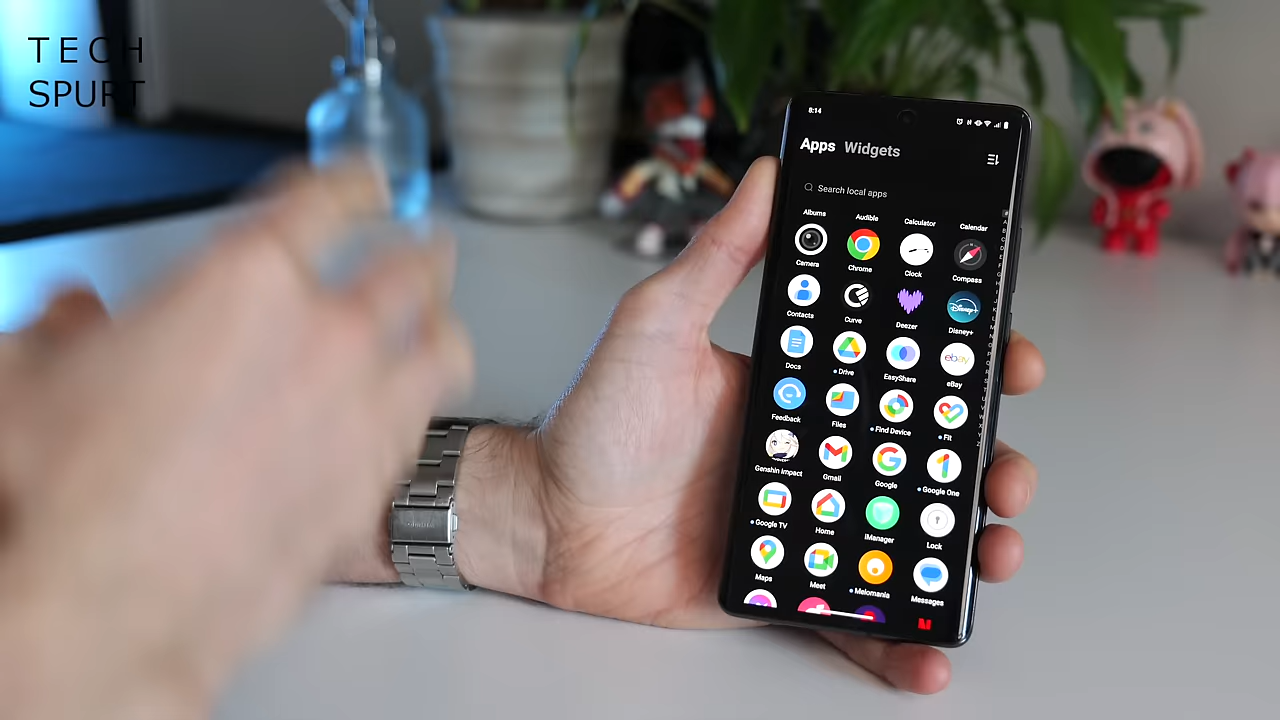 TECH
SPURT
8:14
Apps Widgets
Search local apps
Albums Audible Calculator Calendar
Camera Chrome Clock Compass
Contacts Curve Deezer Disney+
Docs Drive EasyShare eBay
Feedback Files Find Device Fit
Genshin Impact Gmail Google Google One
Google TV Home iManager Lock
Maps Meet Melomania Messages